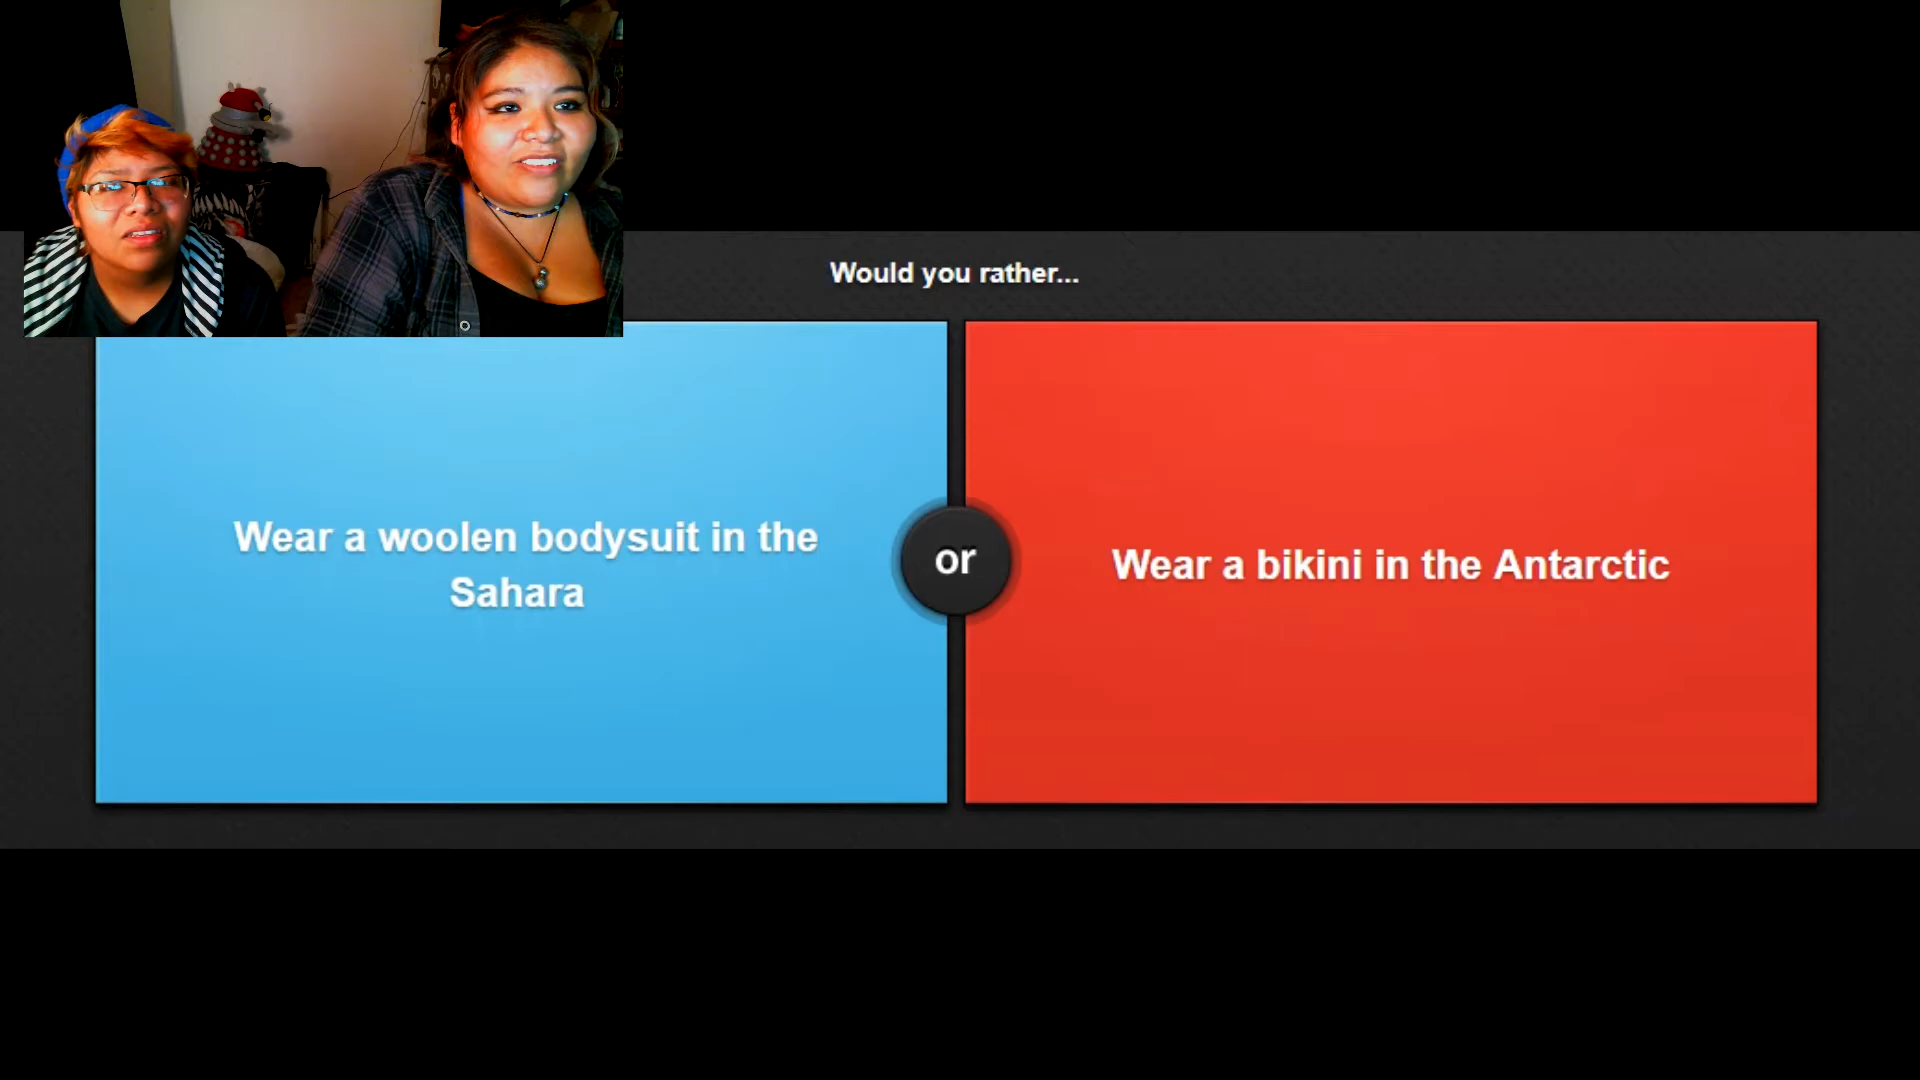 Would you rather...
Wear a woolen bodysuit in the
Sahara
or
Wear a bikini in the Antarctic